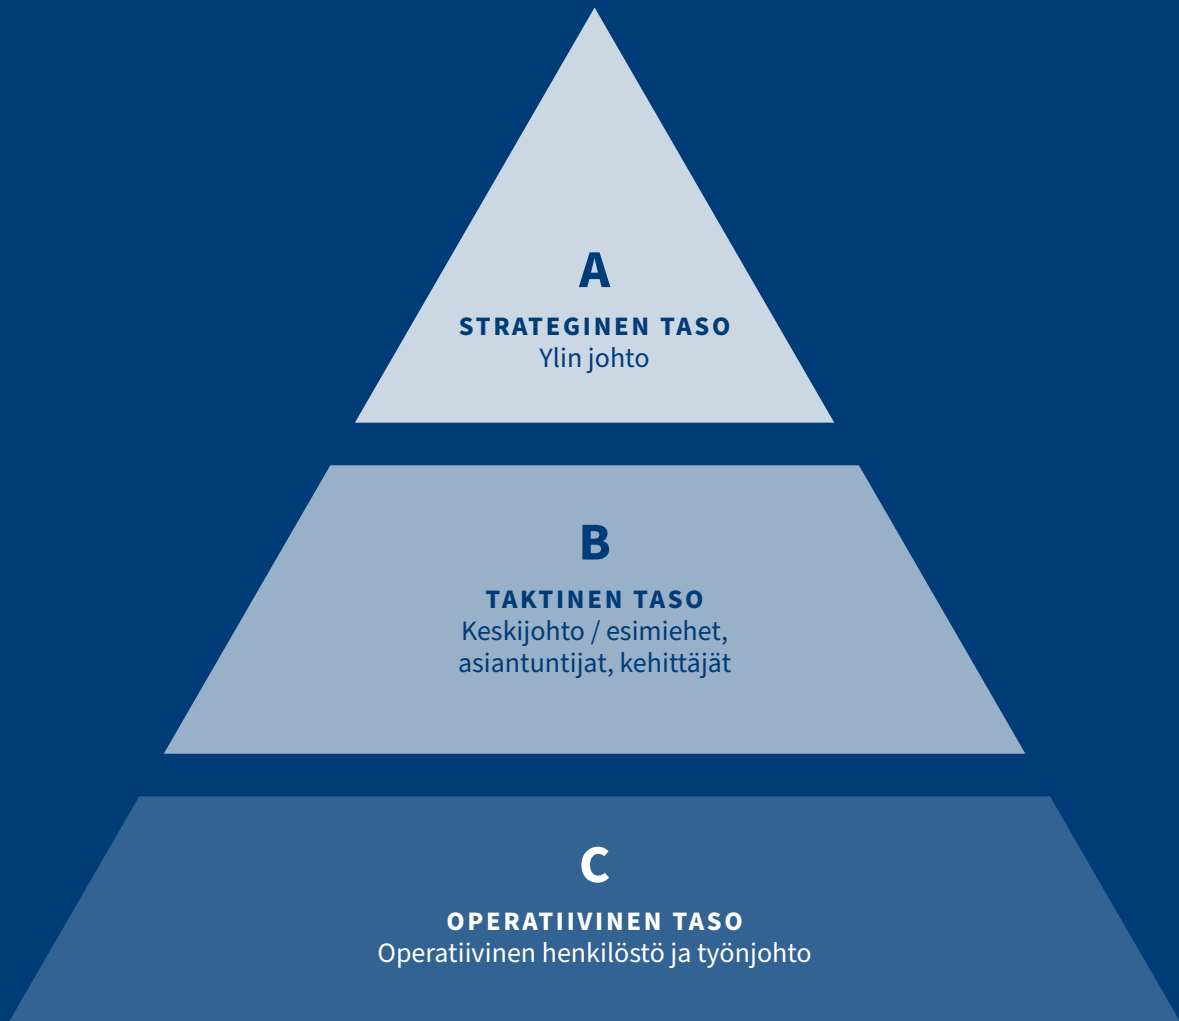 A
STRATEGINEN TASO
Ylin johto
B
TAKTINEN TASO
Keskijohto / esimiehet,
asiantuntijat, kehittäjät
C
OPERATIIVINEN TASO
Operatiivinen henkilöstö ja työnjohto